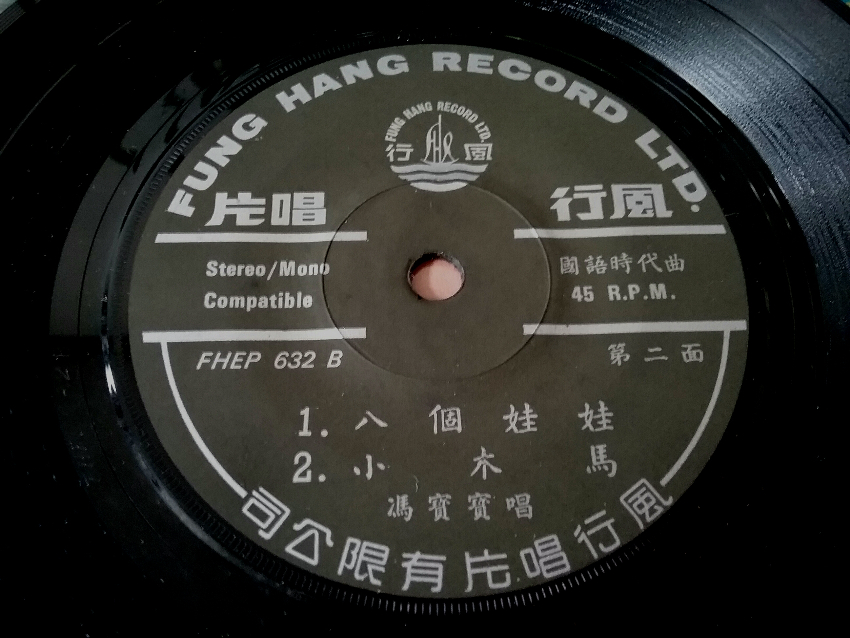 FUNG HANG RECORD LTD.
FUNG HANG RECORD LTD.
FHR
行風
片唱
行風
Stereo/Mono
Compatible
國語時代曲
45 R.P.M.
FHEP 632 B
第二面
1. 八個娃娃
2. 小木馬
馮寶寶唱
司公限有片唱行風